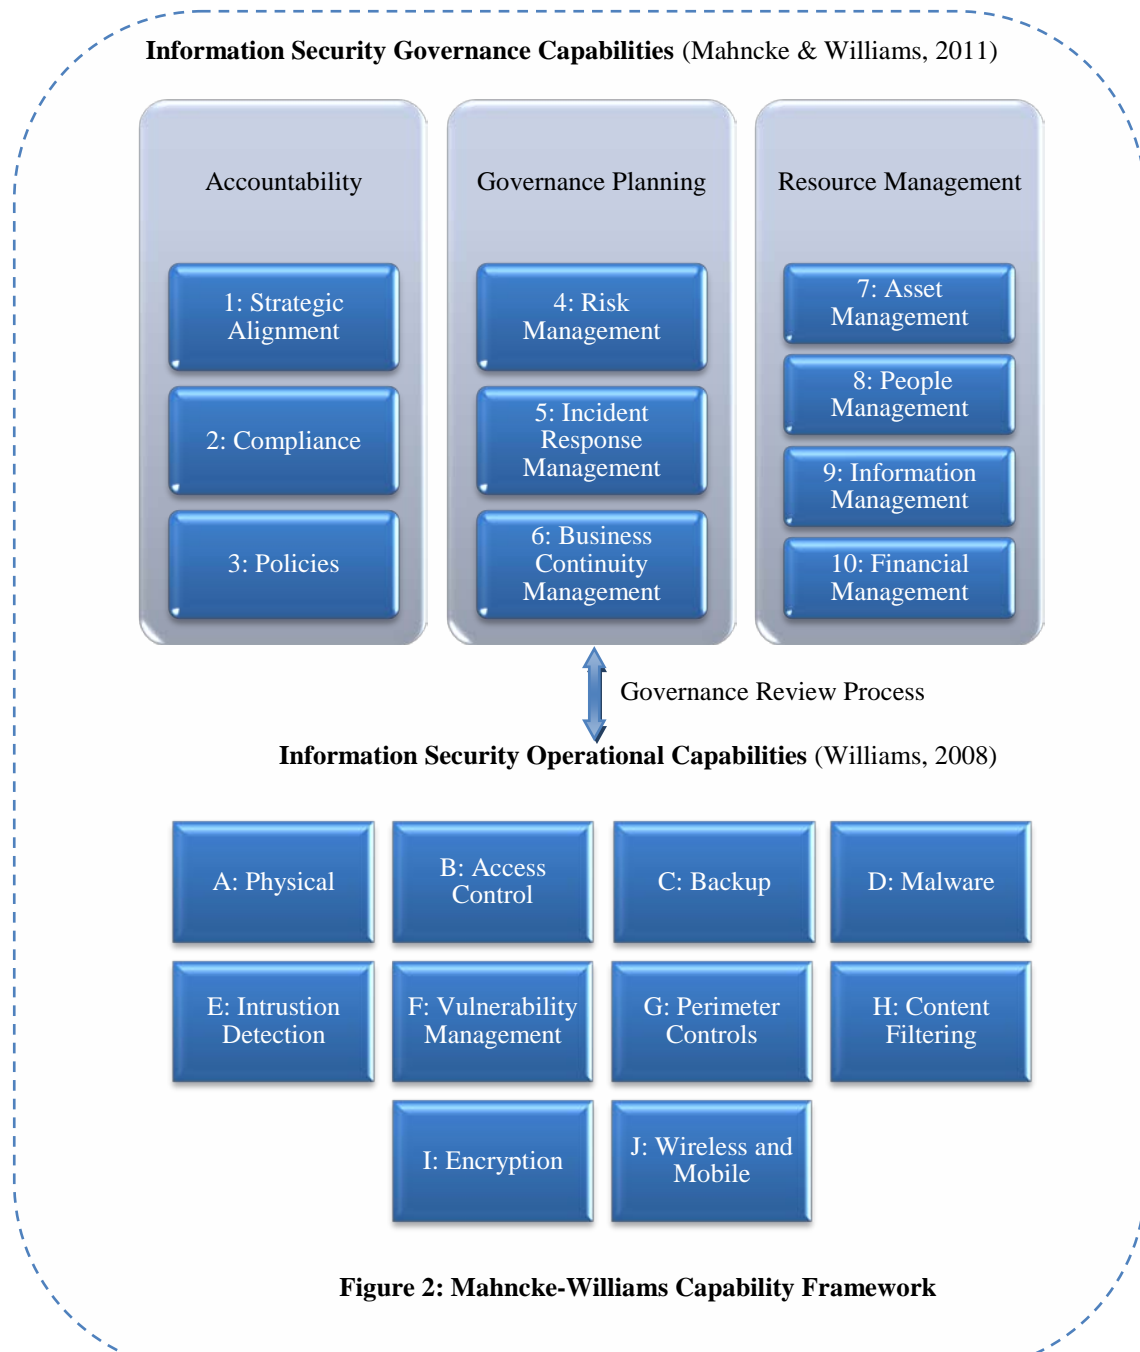 Information Security Governance Capabilities (Mahncke & Williams, 2011)
Accountability
1: Strategic
Alignment
2: Compliance
3: Policies
Governance Planning
4: Risk
Management
5: Incident
Response
Management
6: Business
Continuity
Management
Resource Management
7: Asset
Management
8: People
Management
9: Information
Management
10: Financial
Management
Governance Review Process
Information Security Operational Capabilities (Williams, 2008)
A: Physical
B: Access
Control
C: Backup
D: Malware
E: Intrustion
Detection
F: Vulnerability
Management
G: Perimeter
Controls
H: Content
Filtering
I: Encryption
J: Wireless and
Mobile
Figure 2: Mahncke-Williams Capability Framework